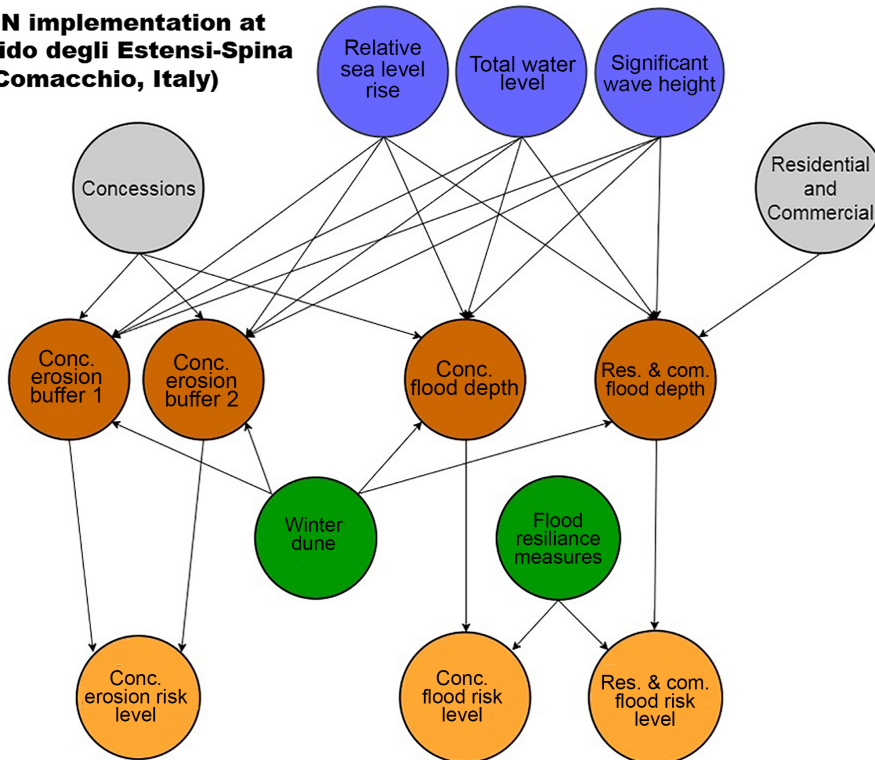 N implementation at
ido degli Estensi-Spina
Comacchio, Italy)
Relative
sea level
rise
Total water
level
Significant
wave height
Concessions
Residential
and
Commercial
Conc.
erosion
buffer 1
Conc.
erosion
buffer 2
Conc.
flood depth
Res. & com.
flood depth
Winter
dune
Flood
resiliance
measures
Conc.
erosion risk
level
Conc.
flood risk
level
Res. & com.
flood risk
level